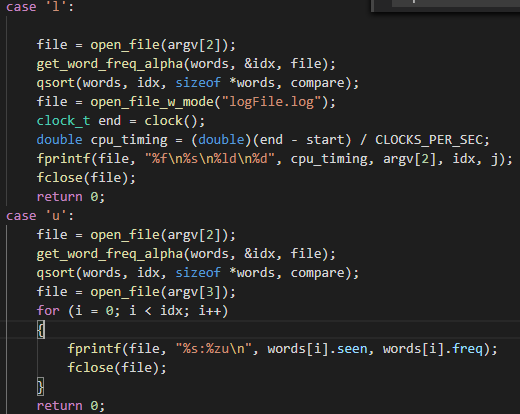 case 'l':
file = open_file(argv[2]);
get_word_freq_alpha(words, &idx, file);
qsort(words, idx, sizeof *words, compare);
file = open_file_w_mode("logFile.log");
clock_t end = clock();
double cpu_timing = (double)(end - start) / CLOCKS_PER_SEC;
fprintf(file, "%f\n%s\n%ld\n%d", cpu_timing, argv[2], idx, j);
fclose(file);
return 0;
case 'u':
file = open_file(argv[2]);
get_word_freq_alpha(words, &idx, file);
qsort(words, idx, sizeof *words, compare);
file = open_file(argv[3]);
for (i = 0; i < idx; i++)
{
fprintf(file, "%s:%zu\n", words[i].seen, words[i].freq);
fclose(file);
}
return 0;